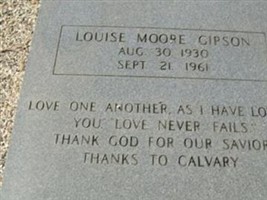 LOUISE MOORE GIPSON
AUG 30 1930
SEPT 21 1961
LOVE ONE ANOTHER, AS I HAVE
YOU "LOVE NEVER FAILS."
THANK GOD FOR OUR SAVIOR
THANKS TO CALVARY